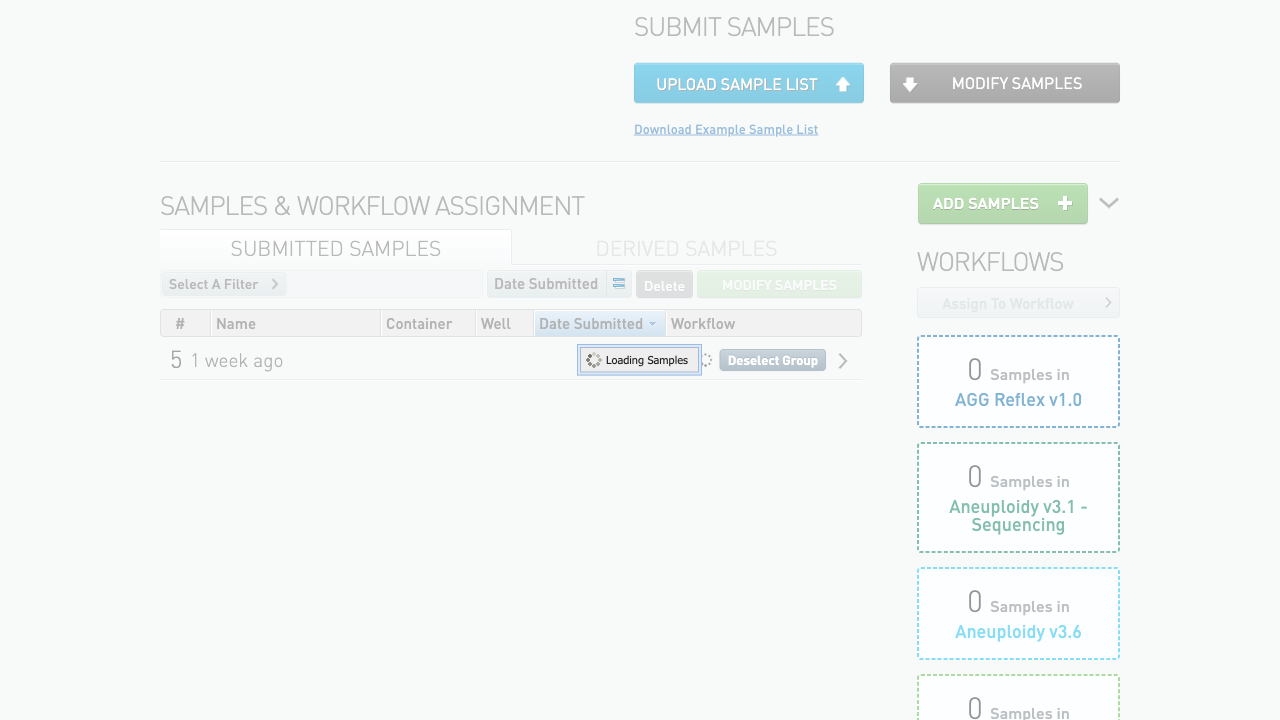 SUBMIT SAMPLES
UPLOAD SAMPLE LIST
MODIFY SAMPLES
Download Example Sample List
SAMPLES & WORKFLOW ASSIGNMENT
ADD SAMPLES
SUBMITTED SAMPLES
DERIVED SAMPLES
WORKFLOWS
Select A Filter
Date Submitted
Delete
MODIFY SAMPLES
Assign To Workflow
# Name Container Well Date Submitted Workflow
5 1 week ago
Loading Samples
Deselect Group
0 Samples in
AGG Reflex v1.0
0 Samples in
Aneuploidy v3.1 -
Sequencing
0 Samples in
Aneuploidy v3.6
0 Samples in